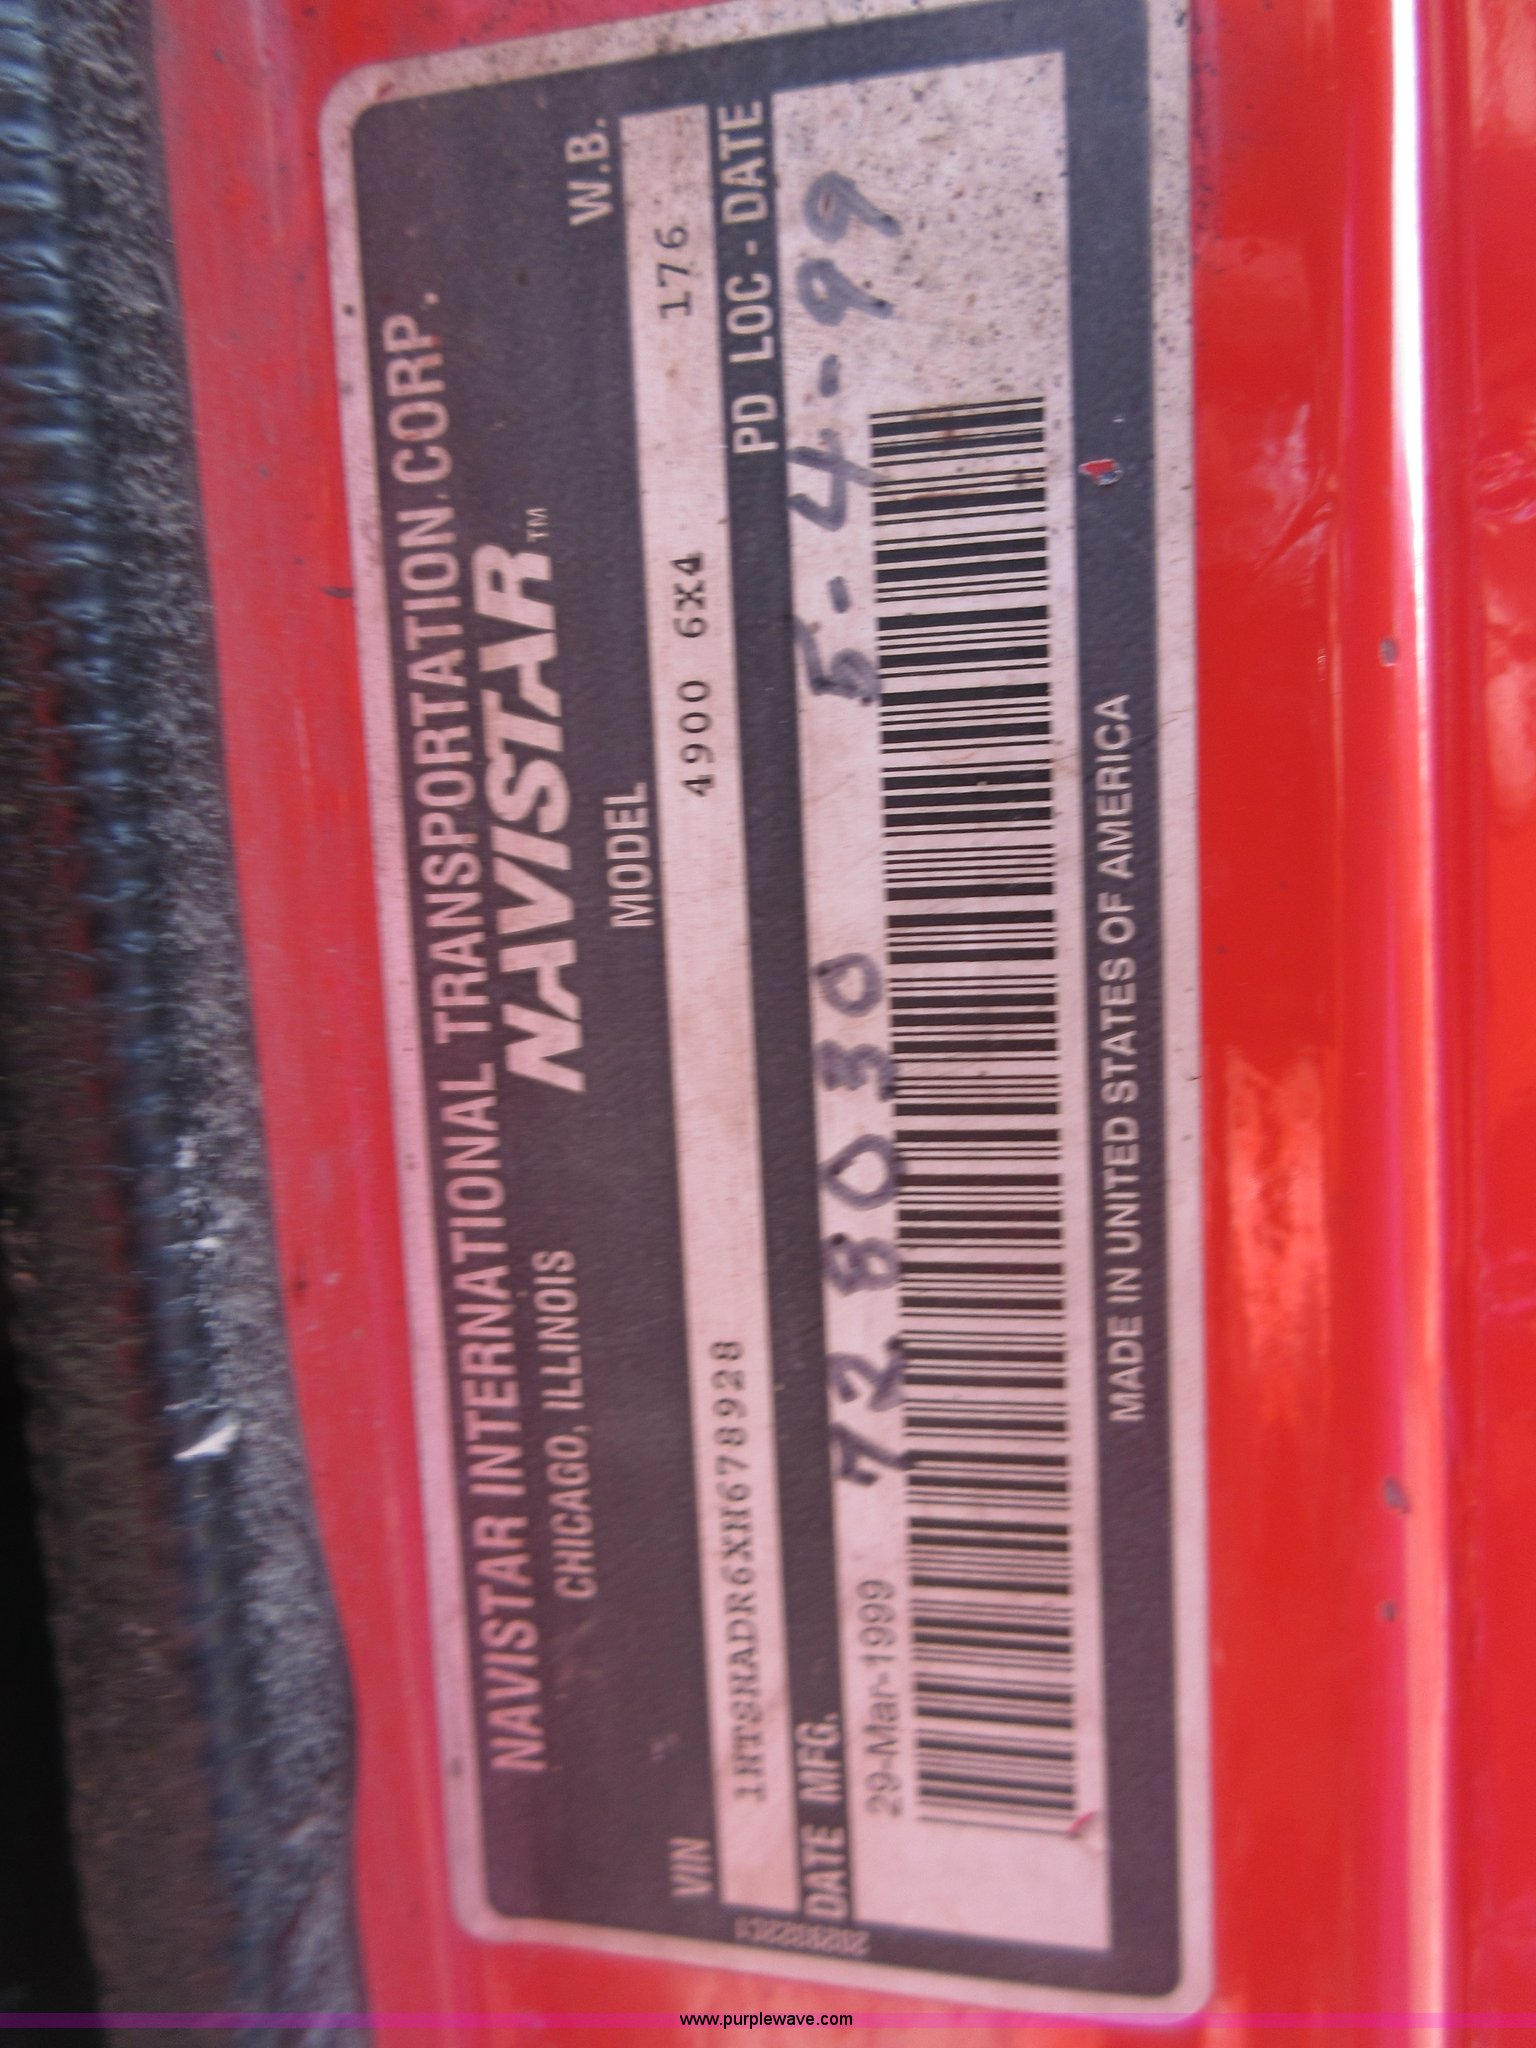 NAVISTAR INTERNATIONAL TRANSPORTATION CORP.
CHICAGO, ILLINOIS NAVISTAR™
VIN MODEL W.B.
1HTSHADR6XH678928 4900 6X4 176
DATE MFG. PD LOC - DATE
29-Mar-1999 728030 5-4-99
MADE IN UNITED STATES OF AMERICA
www.purplewave.com